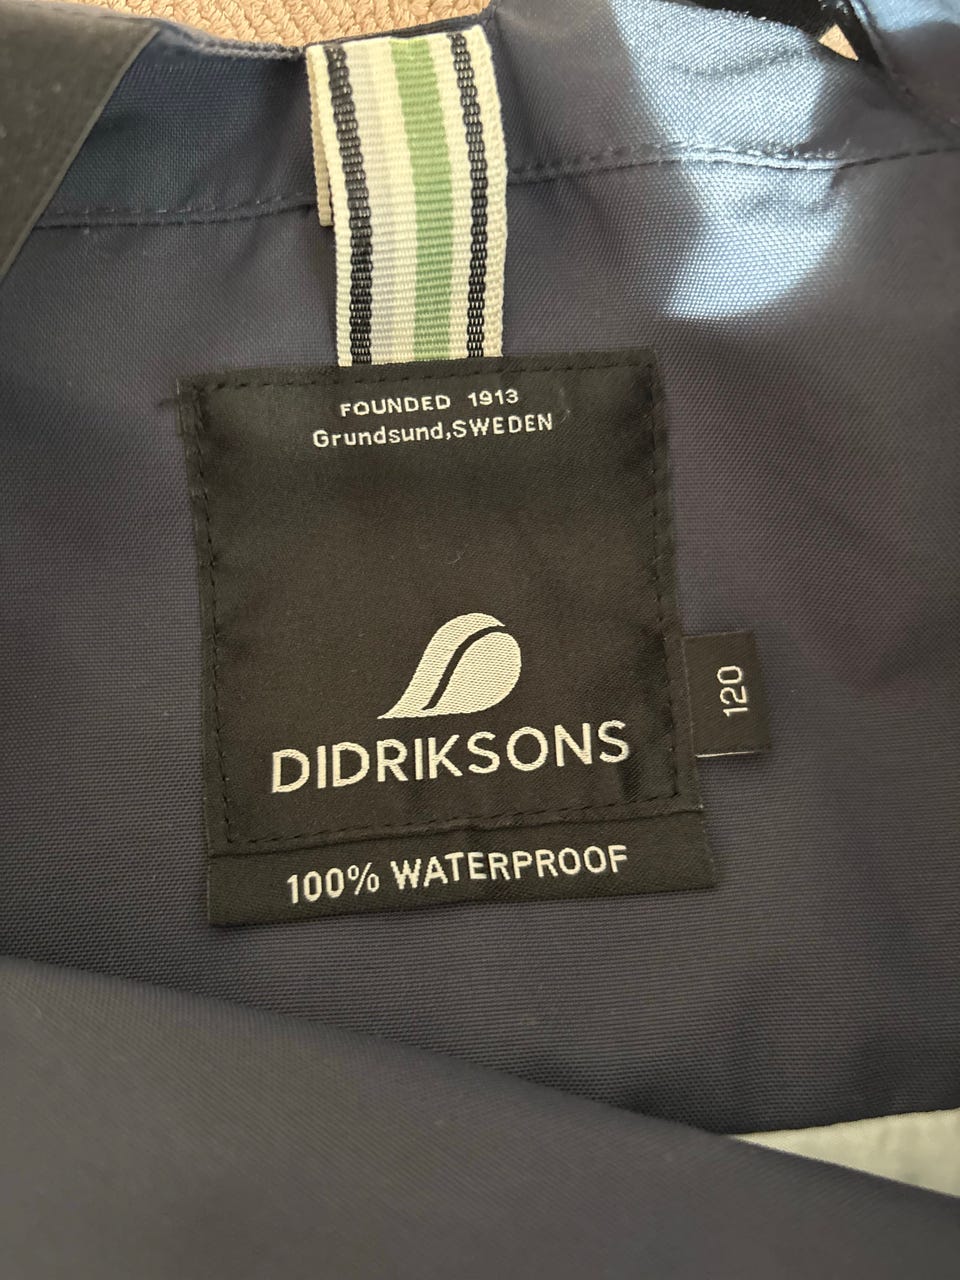 FOUNDED 1913
Grundsund,SWEDEN
DIDRIKSONS
120
100% WATERPROOF